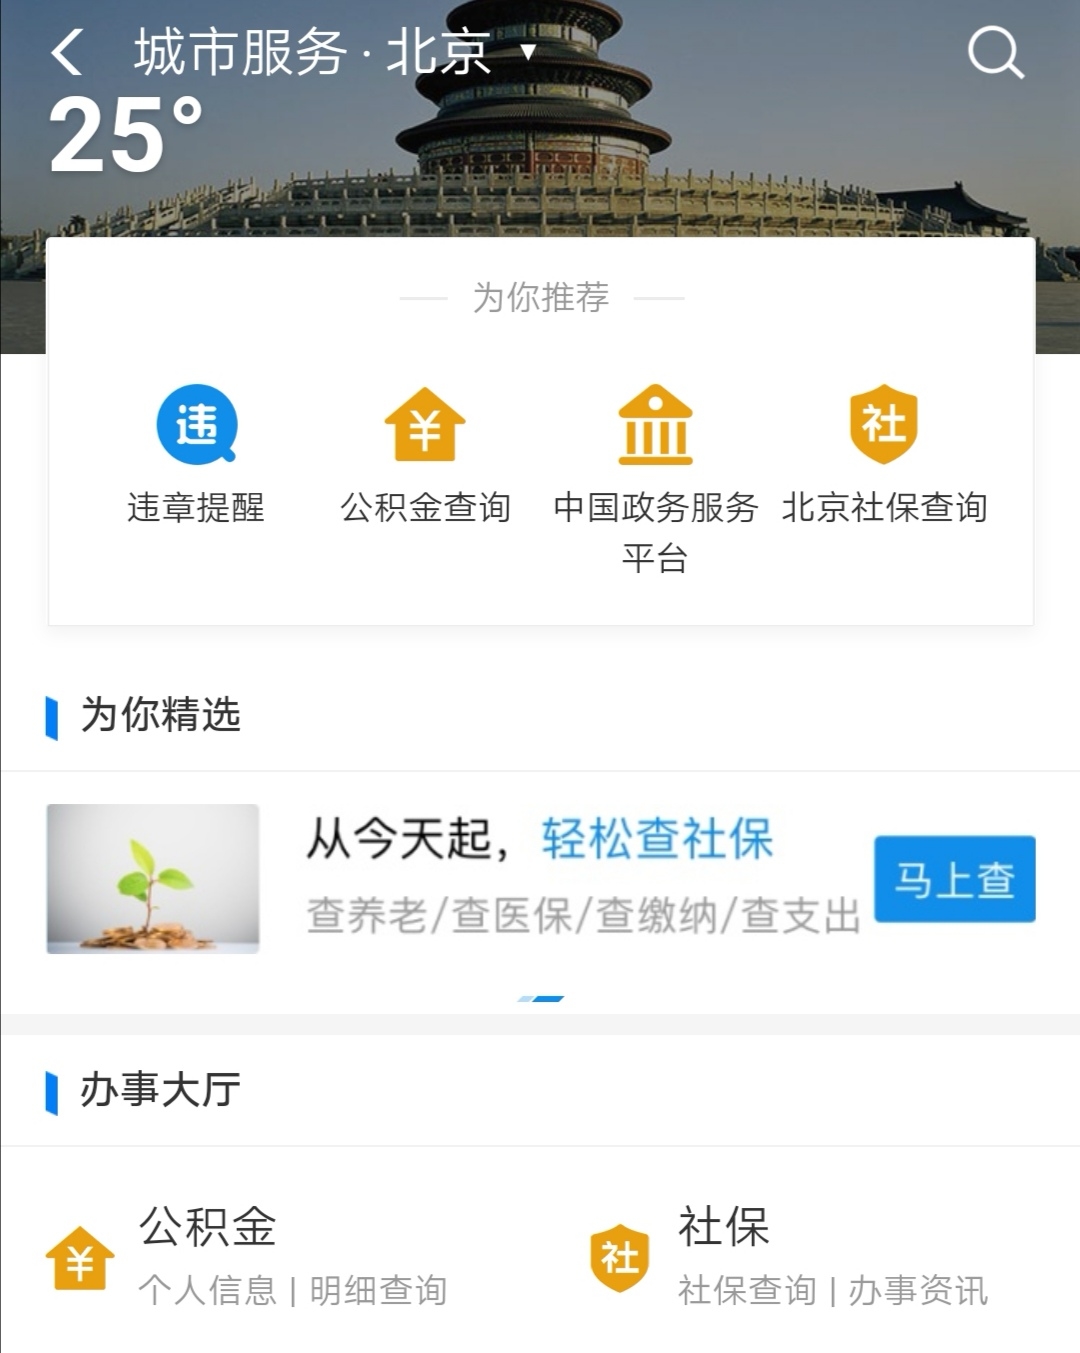 城市服务·北京 ▼
25°
为你推荐
违
¥
社
违章提醒
公积金查询
中国政务服务
平台
北京社保查询
为你精选
从今天起，轻松查社保
查养老/查医保/查缴纳/查支出
马上查
办事大厅
¥
公积金
个人信息 | 明细查询
社
社保
社保查询 | 办事资讯